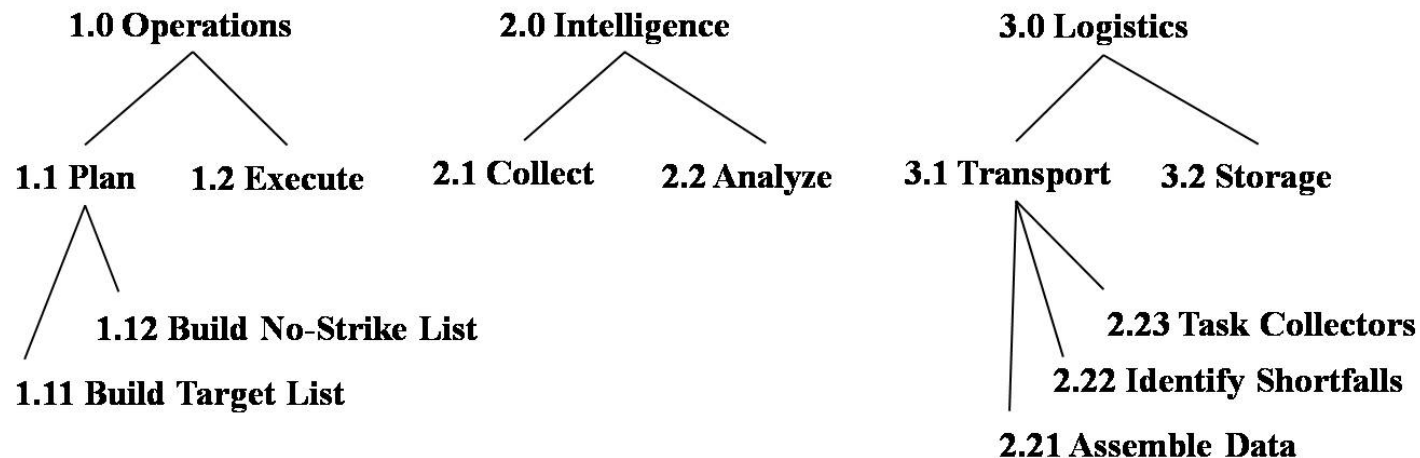 1.0 Operations
2.0 Intelligence
3.0 Logistics
1.1 Plan
1.2 Execute
2.1 Collect
2.2 Analyze
3.1 Transport
3.2 Storage
1.12 Build No-Strike List
1.11 Build Target List
2.23 Task Collectors
2.22 Identify Shortfalls
2.21 Assemble Data